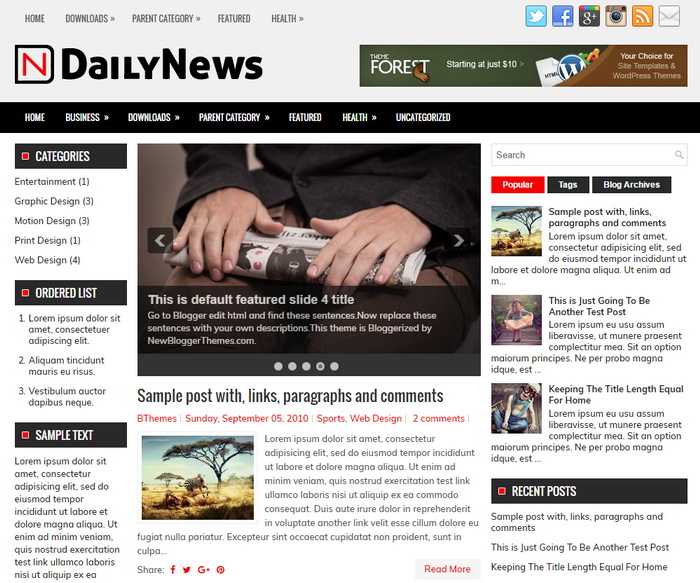 HOME DOWNLOADS » PARENT CATEGORY » FEATURED HEALTH »
N DAILYNEWS
THEME
FOREST
Starting at just $10 >
HTML
Your Choice for
Site Templates &
WordPress Themes
HOME BUSINESS » DOWNLOADS » PARENT CATEGORY » FEATURED HEALTH » UNCATEGORIZED
CATEGORIES
Entertainment (1)
Graphic Design (3)
Motion Design (3)
Print Design (1)
Web Design (4)
ORDERED LIST
1. Lorem ipsum dolor sit
amet, consectetuer
adipiscing elit.
2. Aliquam tincidunt
mauris eu risus.
3. Vestibulum auctor
dapibus neque.
SAMPLE TEXT
Lorem ipsum dolor sit
amet, consectetur
adipisicing elit, sed do
eiusmod tempor
incididunt ut labore et
dolore magna aliqua.
Ut enim ad minim
veniam, quis nostrud
exercitation test link
ullamco laboris nisi ut
aliquip ex ea
This is default featured slide 4 title
Go to Blogger edit html and find these sentences.Now replace these
sentences with your own descriptions.This theme is Bloggerized by
NewBloggerThemes.com.
Sample post with, links, paragraphs and comments
BThemes | Sunday, September 05, 2010 | Sports, Web Design | 2 comments |
Lorem ipsum dolor sit amet, consectetur
adipisicing elit, sed do eiusmod tempor incididunt
ut labore et dolore magna aliqua. Ut enim ad
minim veniam, quis nostrud exercitation test link
ullamco laboris nisi ut aliquip ex ea commodo
consequat. Duis aute irure dolor in reprehenderit
in voluptate another link velit esse cillum dolore eu
fugiat nulla pariatur. Excepteur sint occaecat cupidatat non proident, sunt in
culpa...
Share:
Read More
Search
Popular Tags Blog Archives
Sample post with, links,
paragraphs and comments
Lorem ipsum dolor sit amet,
consectetur adipisicing elit, sed
do eiusmod tempor incididunt ut
labore et dolore magna aliqua. Ut enim ad
m...
This is Just Going To Be
Another Test Post
Lorem ipsum eu usu assum
liberavisse, ut munere praesent
complectitur mea. Sit an option
maiorum principes. Ne per probo magna
idque, est ...
Keeping The Title Length Equal
For Home
Lorem ipsum eu usu assum
liberavisse, ut munere praesent
complectitur mea. Sit an option
maiorum principes. Ne per probo magna
idque, est ...
RECENT POSTS
Sample post with, links, paragraphs and
comments
This is Just Going To Be Another Test Post
Keeping The Title Length Equal For Home